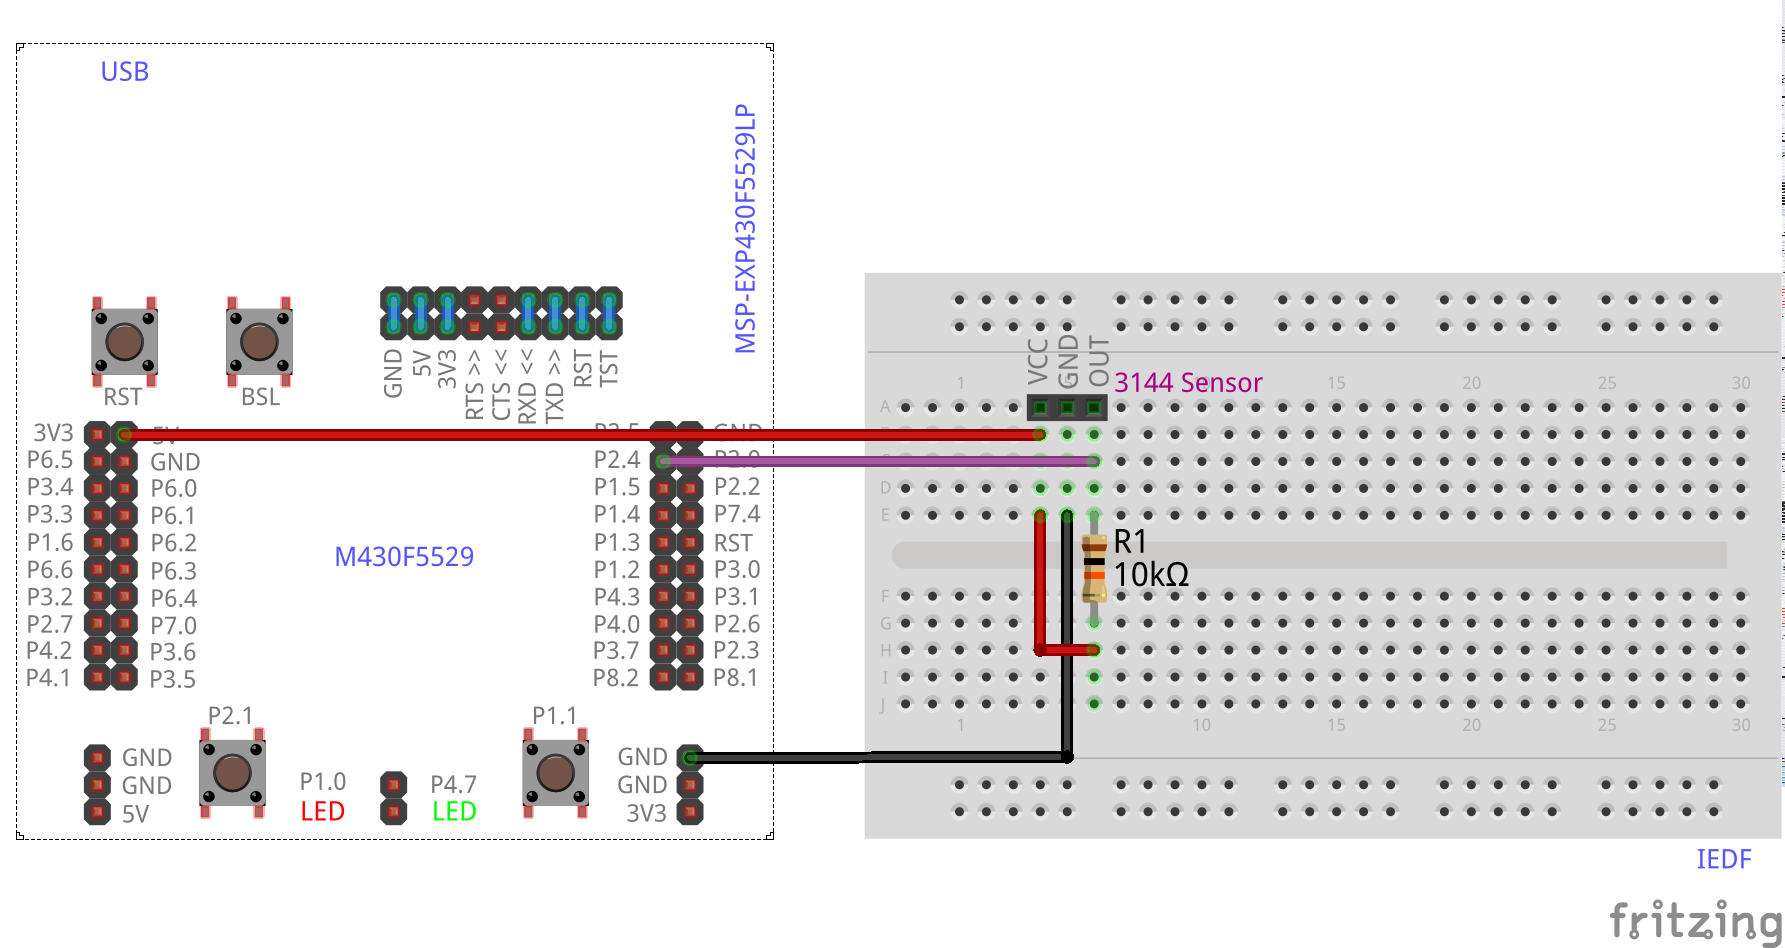 USB
MSP-EXP430F5529LP
RST
BSL
GND
5V
3V3
RTS >>
CTS <<
RXD <<
TXD >>
RST
TST
3V3
5V
P6.5
GND
P3.4
P6.0
P3.3
P6.1
P1.6
P6.2
P6.6
P6.3
P3.2
P6.4
P2.7
P7.0
P4.2
P3.6
P4.1
P3.5
M430F5529
P2.5
GND
P2.4
P2.0
P1.5
P2.2
P1.4
P7.4
P1.3
RST
P1.2
P3.0
P4.3
P3.1
P4.0
P2.6
P3.7
P2.3
P8.2
P8.1
P2.1
GND
GND
5V
P1.0
LED
P4.7
LED
P1.1
GND
GND
3V3
VCC
GND
OUT
3144 Sensor
1 15 20 25 30
A
D
E
R1
10kΩ
F
G
H
I
J
1 10 15 20 25 30
IEDF
fritzing